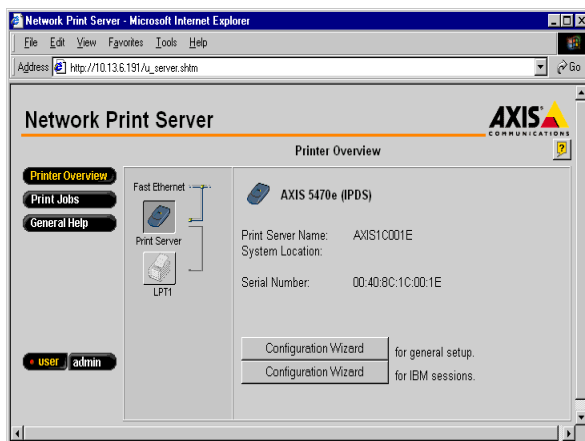 Network Print Server - Microsoft Internet Explorer
File Edit View Favorites Tools Help
Address http://10.13.6.191/u_server.shtm Go
Network Print Server
AXIS
COMMUNICATIONS
Printer Overview
?
Printer Overview
Print Jobs
General Help
user admin
Fast Ethernet
Print Server
LPT1
AXIS 5470e (IPDS)
Print Server Name: AXIS1C001E
System Location:
Serial Number: 00:40:8C:1C:00:1E
Configuration Wizard for general setup.
Configuration Wizard for IBM sessions.